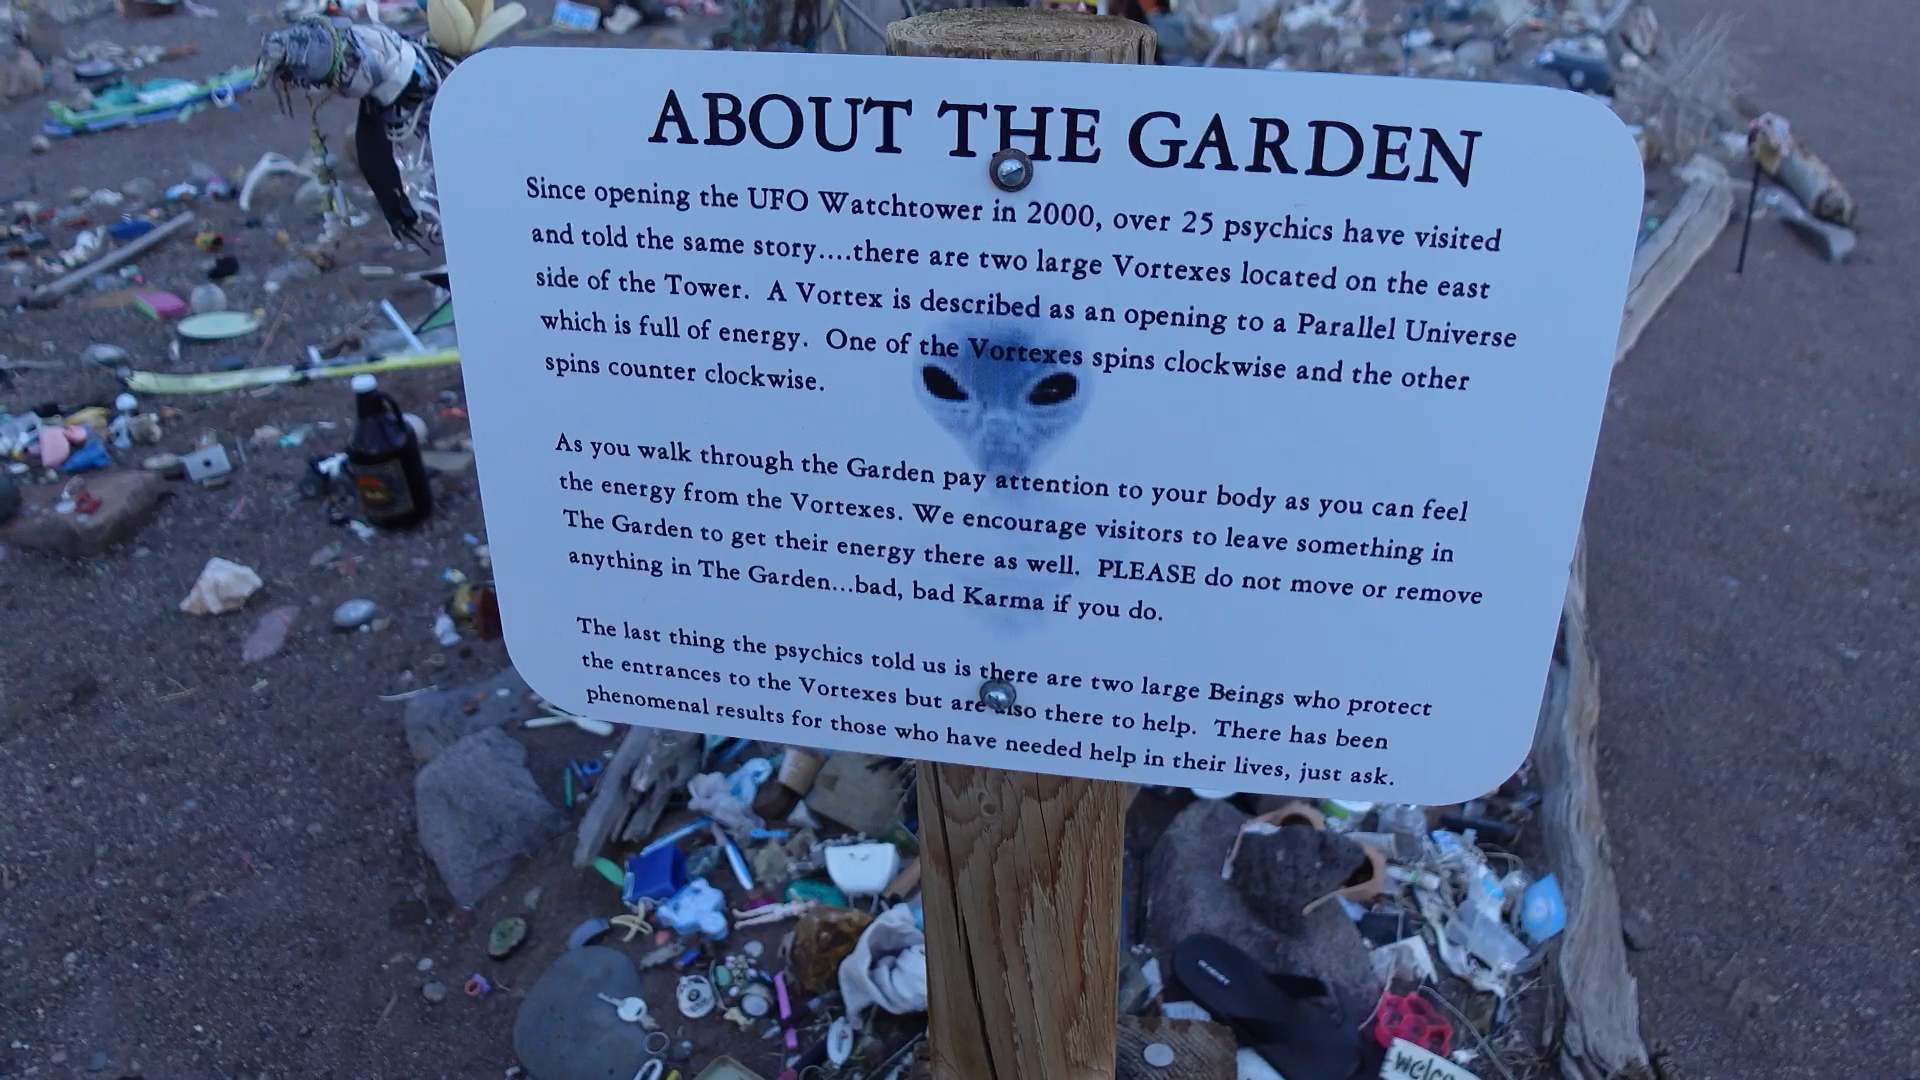 ABOUT THE GARDEN
Since opening the UFO Watchtower in 2000, over 25 psychics have visited
and told the same story....there are two large Vortexes located on the east
side of the Tower. A Vortex is described as an opening to a Parallel Universe
which is full of energy. One of the Vortexes spins clockwise and the other
spins counter clockwise.
As you walk through the Garden pay attention to your body as you can feel
the energy from the Vortexes. We encourage visitors to leave something in
The Garden to get their energy there as well. PLEASE do not move or remove
anything in The Garden...bad, bad Karma if you do.
The last thing the psychics told us is there are two large Beings who protect
the entrances to the Vortexes but are also there to help. There has been
phenomenal results for those who have needed help in their lives, just ask.